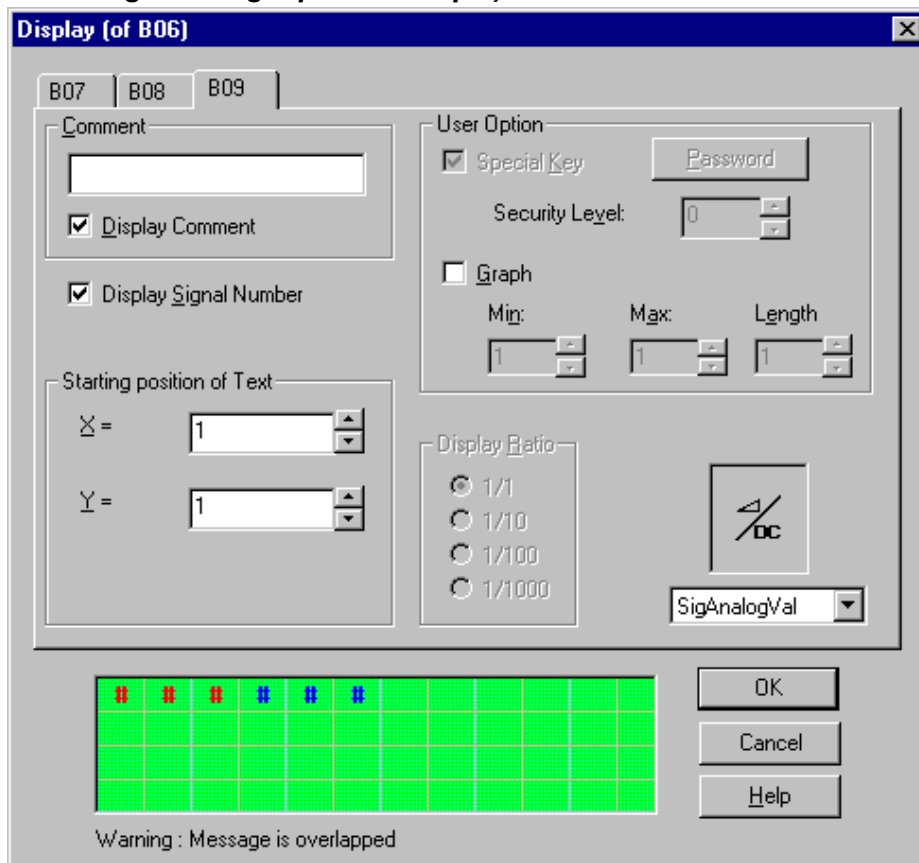 Display (of B06)
B07 B08 B09
Comment
Display Comment
Display Signal Number
Starting position of Text
X = 1
Y = 1
User Option
Special Key Password
Security Level: 0
Graph
Min: Max: Length
1 1 1
Display Ratio
1/1
1/10
1/100
1/1000
DC
SigAnalogVal
# # # # # #
OK
Cancel
Help
Warning : Message is overlapped